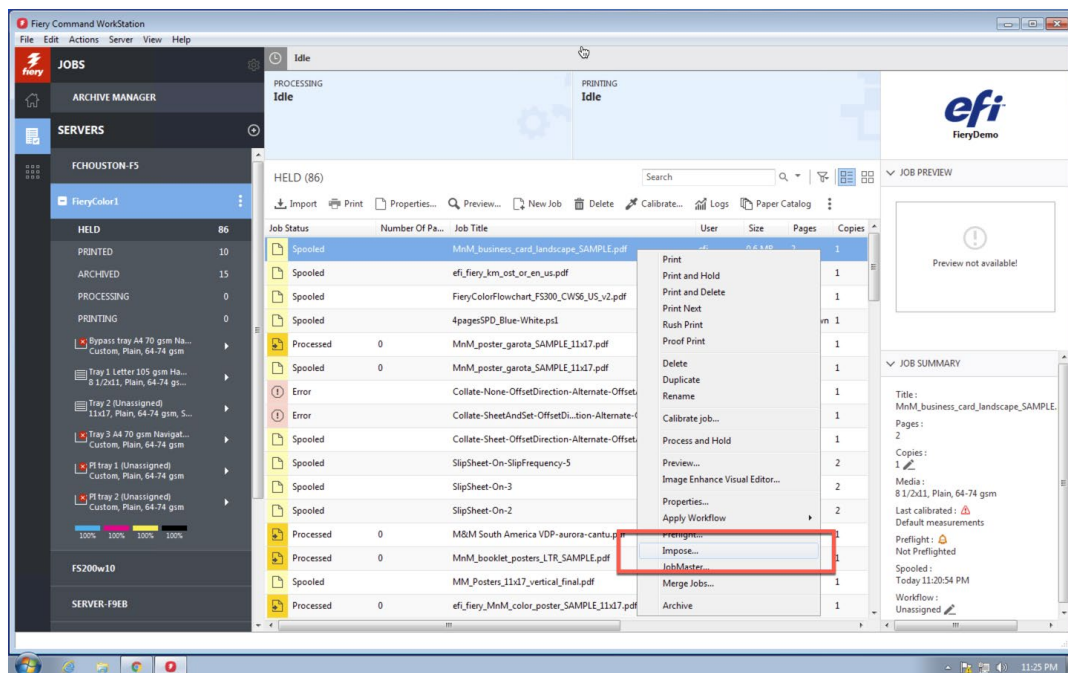 Fiery Command WorkStation
File Edit Actions Server View Help
fiery
JOBS
Idle
ARCHIVE MANAGER
SERVERS
FCHOUSTON-F5
FieryColor1
HELD 86
PRINTED 10
ARCHIVED 15
PROCESSING 0
PRINTING 0
Bypass tray A4 70 gsm Na...
Custom, Plain, 64-74 gsm
Tray 1 Letter 105 gsm Ha...
8 1/2x11, Plain, 64-74 gs...
Tray 2 (Unassigned)
11x17, Plain, 64-74 gsm, S...
Tray 3 A4 70 gsm Navigat...
Custom, Plain, 64-74 gsm
PI tray 1 (Unassigned)
Custom, Plain, 64-74 gsm
PI tray 2 (Unassigned)
Custom, Plain, 64-74 gsm
100% 100% 100% 100%
FS200w10
SERVER-F9EB
PROCESSING
Idle
PRINTING
Idle
HELD (86)
Search
Import Print Properties... Preview... New Job Delete Calibrate... Logs Paper Catalog
Job Status Number Of Pa... Job Title User Size Pages Copies
Spooled MnM_business_card_landscape_SAMPLE.pdf efi 0.6 MB 2 1
Spooled efi_fiery_km_ost_or_en_us.pdf 1
Spooled FieryColorFlowchart_FS300_CWS6_US_v2.pdf 1
Spooled 4pagesSPD_Blue-White.ps1 wn 1
Processed 0 MnM_poster_garota_SAMPLE_11x17.pdf 1
Spooled 0 MnM_poster_garota_SAMPLE_11x17.pdf 1
Error Collate-None-OffsetDirection-Alternate-Offset 1
Error Collate-SheetAndSet-OffsetDi...tion-Alternate- 1
Spooled Collate-Sheet-OffsetDirection-Alternate-Offset 1
Spooled SlipSheet-On-SlipFrequency-5 2
Spooled SlipSheet-On-3 2
Spooled SlipSheet-On-2 2
Processed 0 M&M South America VDP-aurora-cantu.pdf 1
Processed 0 MnM_booklet_posters_LTR_SAMPLE.pdf 1
Spooled MM_Posters_11x17_vertical_final.pdf 1
Processed 0 efi_fiery_MnM_color_poster_SAMPLE_11x17.pdf 1
Print
Print and Hold
Print and Delete
Print Next
Rush Print
Proof Print
Delete
Duplicate
Rename
Calibrate job...
Process and Hold
Preview...
Image Enhance Visual Editor...
Properties...
Apply Workflow
Preflight...
Impose...
JobMaster...
Merge Jobs...
Archive
efi
FieryDemo
JOB PREVIEW
Preview not available!
JOB SUMMARY
Title :
MnM_business_card_landscape_SAMPLE.
Pages :
2
Copies :
1
Media :
8 1/2x11, Plain, 64-74 gsm
Last calibrated :
Default measurements
Preflight :
Not Preflighted
Spooled :
Today 11:20:54 PM
Workflow :
Unassigned
11:25 PM